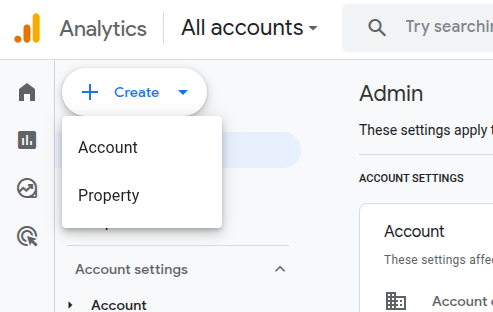 Analytics
All accounts
Try searchin
Create
Account
Property
Account settings
Account
Admin
These settings apply t
ACCOUNT SETTINGS
Account
These settings affe
Account